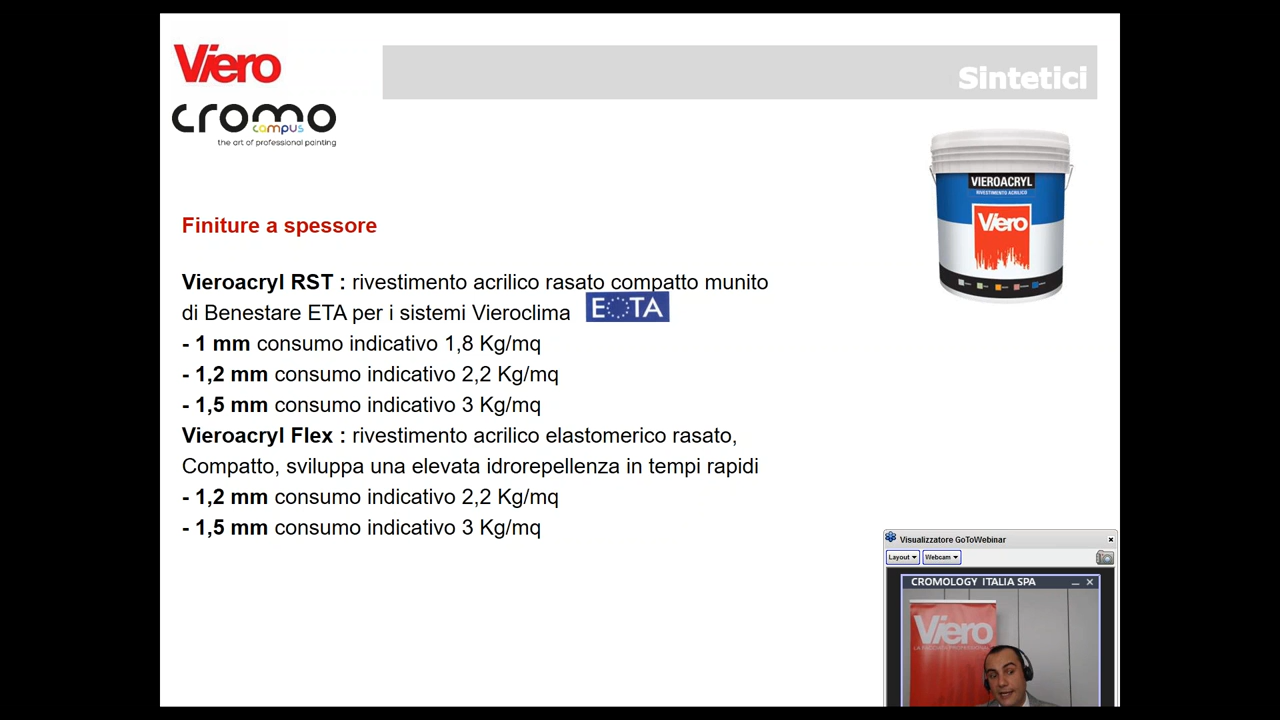 Viero
cromo
campus
the art of professional painting
Sintetici
VIEROACRYL
RIVESTIMENTO ACRILICO
Viero
Finiture a spessore
Vieroacryl RST : rivestimento acrilico rasato compatto munito
di Benestare ETA per i sistemi Vieroclima EOTA
- 1 mm consumo indicativo 1,8 Kg/mq
- 1,2 mm consumo indicativo 2,2 Kg/mq
- 1,5 mm consumo indicativo 3 Kg/mq
Vieroacryl Flex : rivestimento acrilico elastomerico rasato,
Compatto, sviluppa una elevata idrorepellenza in tempi rapidi
- 1,2 mm consumo indicativo 2,2 Kg/mq
- 1,5 mm consumo indicativo 3 Kg/mq
Visualizzatore GoToWebinar
Layout Webcam
CROMOLOGY ITALIA SPA
Viero